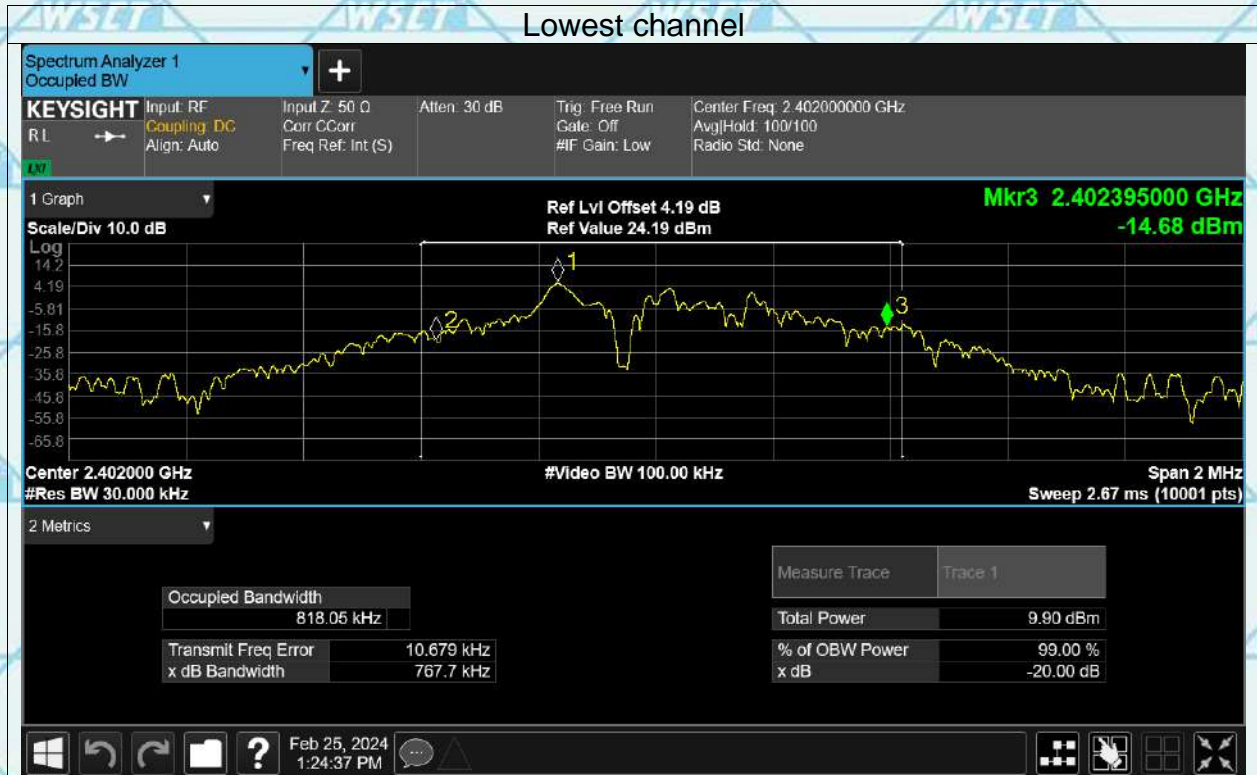 WSCT WSCT WSCT WSCT WSCT
Lowest channel
Spectrum Analyzer 1
Occupied BW
+
KEYSIGHT
RL
LXI
Input: RF
Coupling: DC
Align: Auto
Input Z: 50 Ω
Corr CCorr
Freq Ref: Int (S)
Atten: 30 dB
Trig: Free Run
Gate: Off
#IF Gain: Low
Center Freq: 2.402000000 GHz
Avg|Hold: 100/100
Radio Std: None
1 Graph
Scale/Div 10.0 dB
Ref Lvl Offset 4.19 dB
Ref Value 24.19 dBm
Mkr3 2.402395000 GHz
-14.68 dBm
Log
14.2
4.19
-5.81
-15.8
-25.8
-35.8
-45.8
-55.8
-65.8
1
2
3
Center 2.402000 GHz
#Res BW 30.000 kHz
#Video BW 100.00 kHz
Span 2 MHz
Sweep 2.67 ms (10001 pts)
2 Metrics
Measure Trace Trace 1
Occupied Bandwidth
818.05 kHz
Total Power 9.90 dBm
Transmit Freq Error 10.679 kHz
% of OBW Power 99.00 %
x dB Bandwidth 767.7 kHz
x dB -20.00 dB
?
Feb 25, 2024
1:24:37 PM